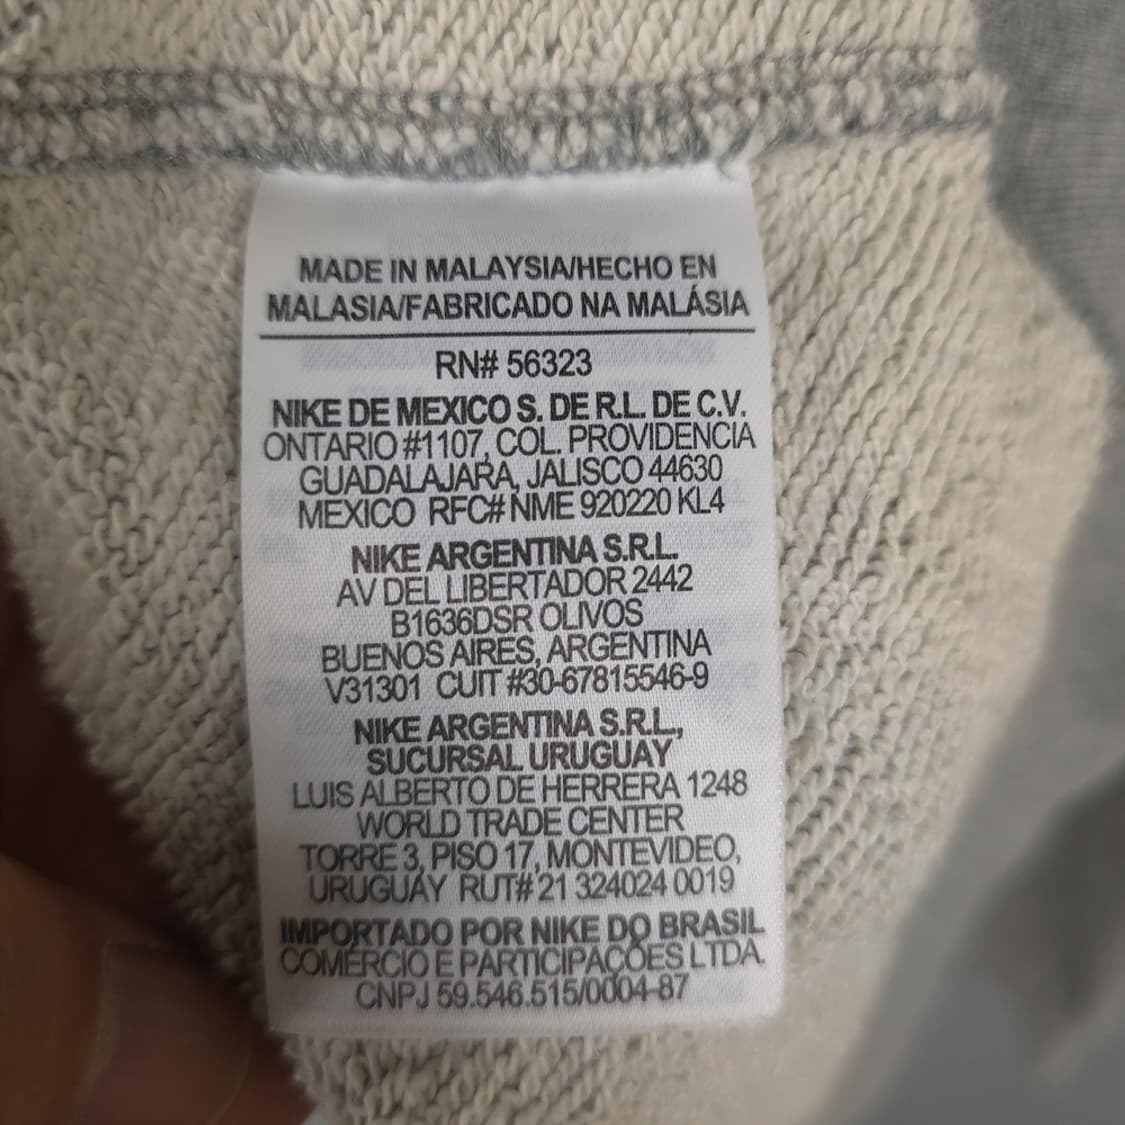 MADE IN MALAYSIA/HECHO EN
MALASIA/FABRICADO NA MALÁSIA
RN# 56323
NIKE DE MEXICO S. DE R.L. DE C.V.
ONTARIO #1107, COL. PROVIDENCIA
GUADALAJARA, JALISCO 44630
MEXICO RFC# NME 920220 KL4
NIKE ARGENTINA S.R.L.
AV DEL LIBERTADOR 2442
B1636DSR OLIVOS
BUENOS AIRES, ARGENTINA
V31301 CUIT #30-67815546-9
NIKE ARGENTINA S.R.L,
SUCURSAL URUGUAY
LUIS ALBERTO DE HERRERA 1248
WORLD TRADE CENTER
TORRE 3, PISO 17, MONTEVIDEO,
URUGUAY RUT# 21 324024 0019
IMPORTADO POR NIKE DO BRASIL
COMÉRCIO E PARTICIPAÇÕES LTDA.
CNPJ 59.546.515/0004-87